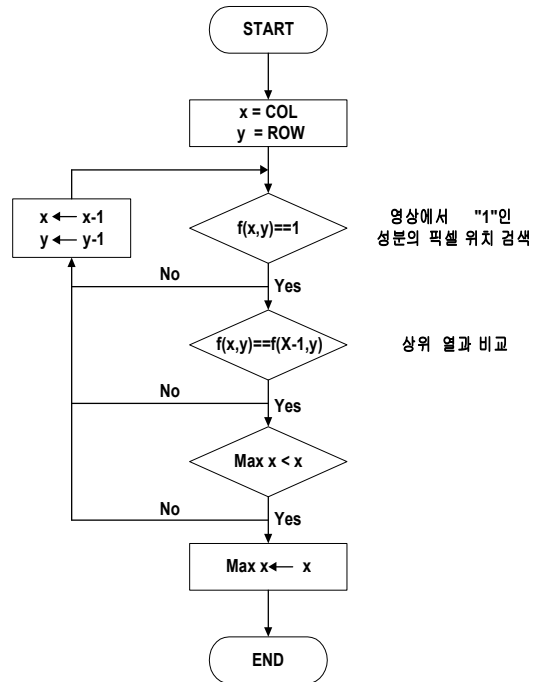 START
x = COL
y = ROW
x ← x-1
y ← y-1
f(x,y)==1
영상에서 "1"인
성분의 픽셀 위치 검색
No
Yes
f(x,y)==f(X-1,y)
상위 열과 비교
No
Yes
Max x < x
No
Yes
Max x← x
END